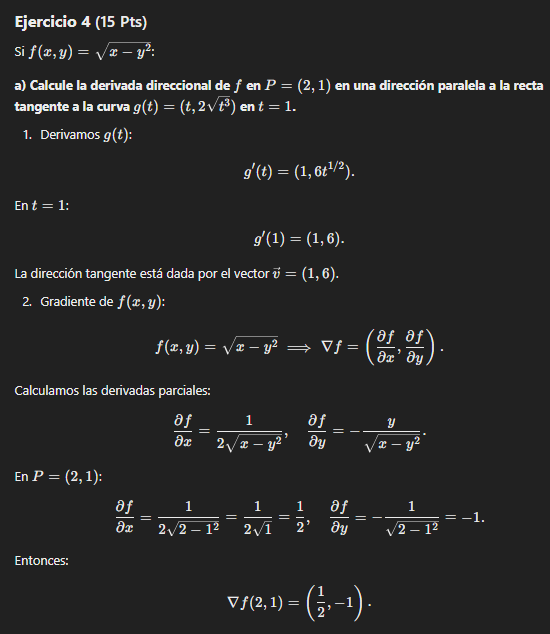 Ejercicio 4 (15 Pts)
Si $f(x,y) = \sqrt{x - y^2}$:
a) Calcule la derivada direccional de $f$ en $P = (2, 1)$ en una dirección paralela a la recta
tangente a la curva $g(t) = (t, 2\sqrt{t^3})$ en $t = 1$.
1. Derivamos $g(t)$:
$g'(t) = (1, 6t^{1/2}).$
En $t = 1$:
$g'(1) = (1, 6).$
La dirección tangente está dada por el vector $\vec{v} = (1, 6)$.
2. Gradiente de $f(x, y)$:
$f(x,y) = \sqrt{x - y^2} \implies \nabla f = \left( \frac{\partial f}{\partial x}, \frac{\partial f}{\partial y} \right).$
Calculamos las derivadas parciales:
$\frac{\partial f}{\partial x} = \frac{1}{2\sqrt{x - y^2}}, \quad \frac{\partial f}{\partial y} = -\frac{y}{\sqrt{x - y^2}}.$
En $P = (2, 1)$:
$\frac{\partial f}{\partial x} = \frac{1}{2\sqrt{2 - 1^2}} = \frac{1}{2\sqrt{1}} = \frac{1}{2}, \quad \frac{\partial f}{\partial y} = -\frac{1}{\sqrt{2 - 1^2}} = -1.$
Entonces:
$\nabla f(2, 1) = \left( \frac{1}{2}, -1 \right).$